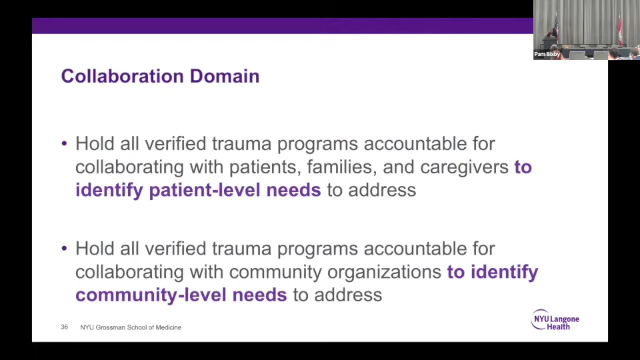 Pam Bixby
Collaboration Domain
• Hold all verified trauma programs accountable for
collaborating with patients, families, and caregivers to
identify patient-level needs to address
• Hold all verified trauma programs accountable for
collaborating with community organizations to identify
community-level needs to address
36 NYU Grossman School of Medicine
NYU Langone
Health